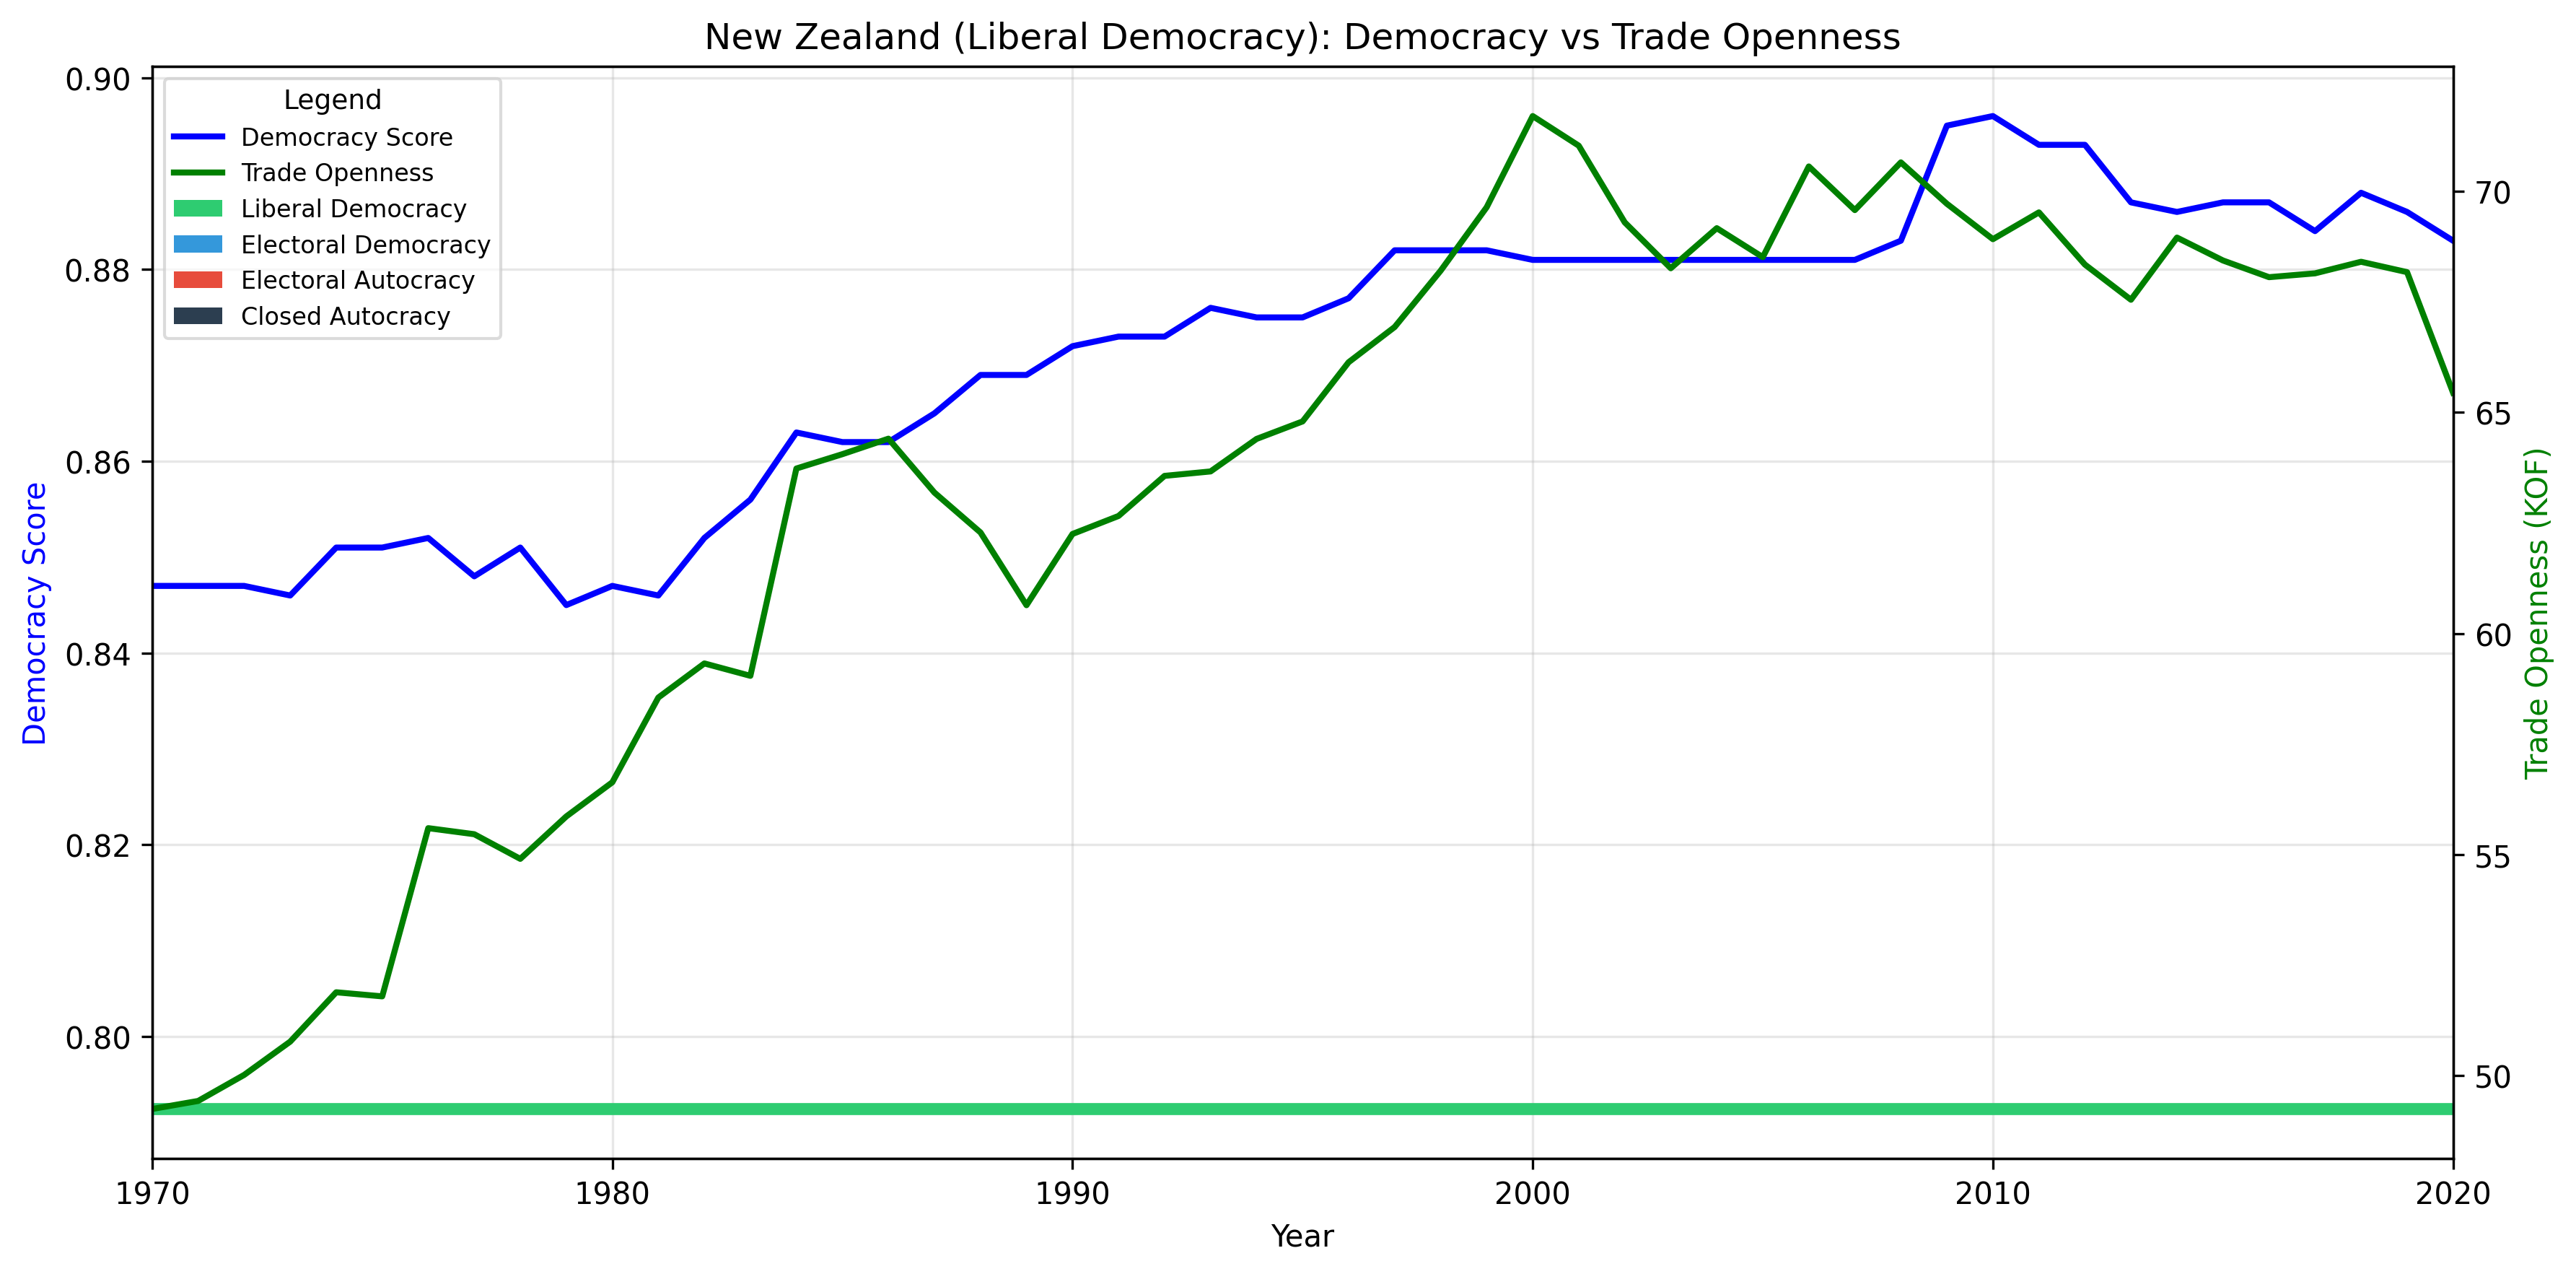 New Zealand (Liberal Democracy): Democracy vs Trade Openness
Legend
Democracy Score
Trade Openness
Liberal Democracy
Electoral Democracy
Electoral Autocracy
Closed Autocracy
Democracy Score
0.90
0.88
0.86
0.84
0.82
0.80
70
65
60
55
50
Trade Openness (KOF)
1970
1980
1990
2000
2010
2020
Year